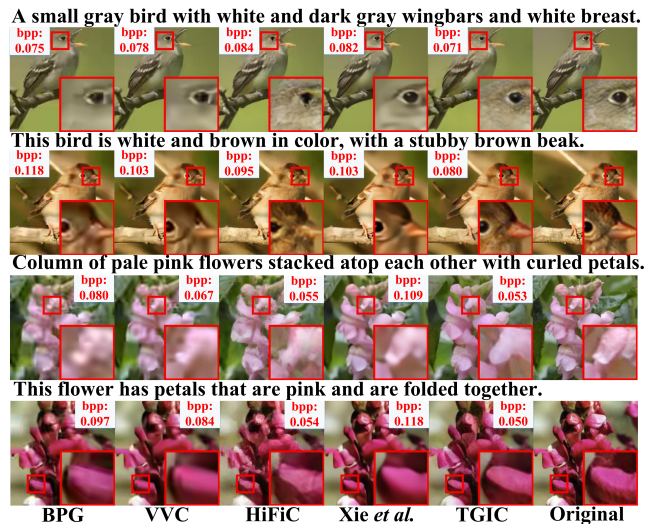 A small gray bird with white and dark gray wingbars and white breast.
bpp: 0.075 bpp: 0.078 bpp: 0.084 bpp: 0.082 bpp: 0.071
This bird is white and brown in color, with a stubby brown beak.
bpp: 0.118 bpp: 0.103 bpp: 0.095 bpp: 0.103 bpp: 0.080
Column of pale pink flowers stacked atop each other with curled petals.
bpp: 0.080 bpp: 0.067 bpp: 0.055 bpp: 0.109 bpp: 0.053
This flower has petals that are pink and are folded together.
bpp: 0.097 bpp: 0.084 bpp: 0.054 bpp: 0.118 bpp: 0.050
BPG VVC HiFiC Xie et al. TGIC Original